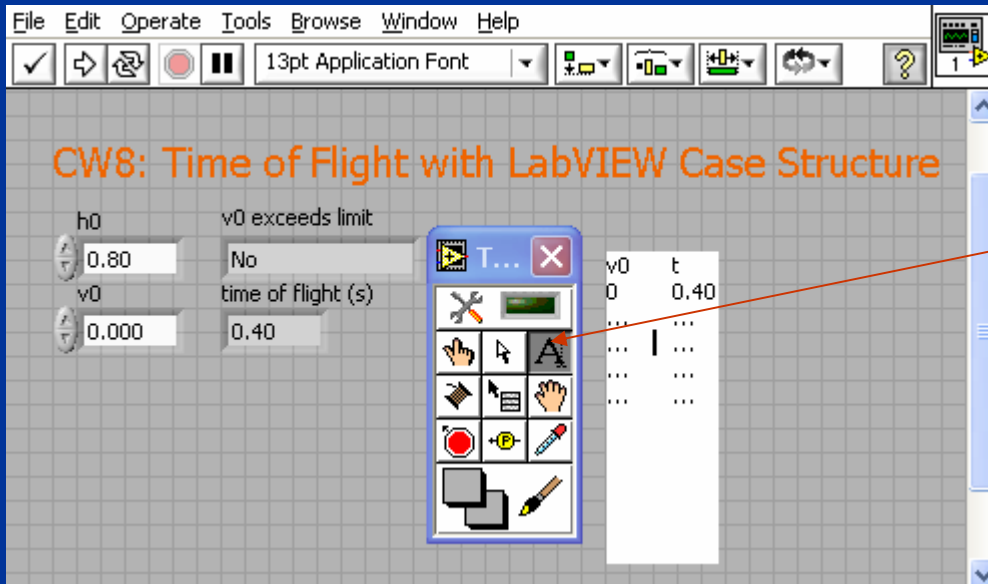 File Edit Operate Tools Browse Window Help
13pt Application Font
?
1
CW8: Time of Flight with LabVIEW Case Structure
h0
0.80
v0
0.000
v0 exceeds limit
No
time of flight (s)
0.40
T...
A
P
v0 t
0 0.40
... ...
... ...
... ...
... ...